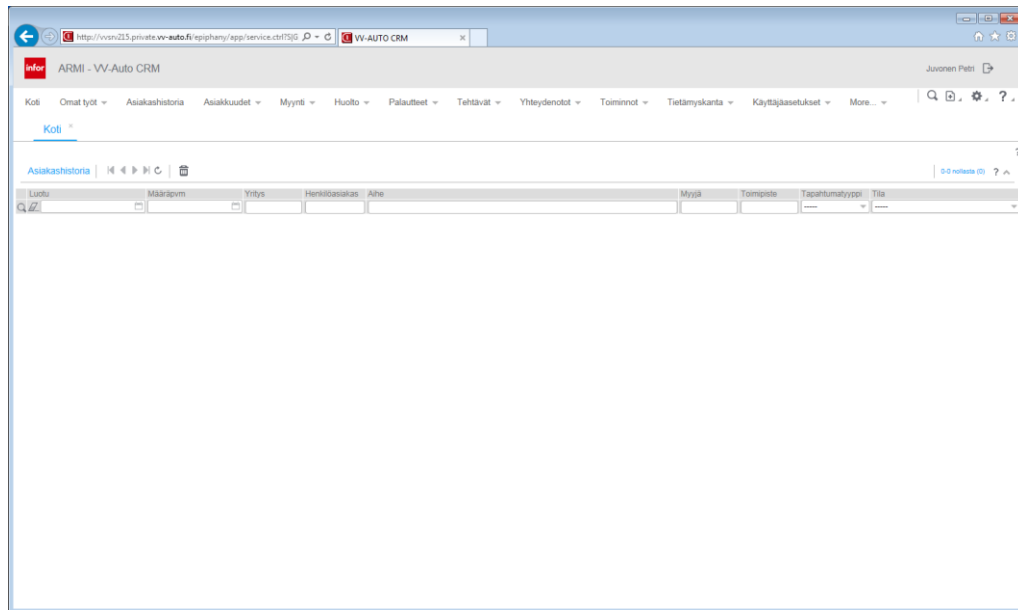 http://vvsrv215.private.vv-auto.fi/epiphany/app/service.ctrl?SJG
VV-AUTO CRM
infor ARMI - VV-Auto CRM Juvonen Petri
Koti Omat työt Asiakashistoria Asiakkuudet Myynti Huolto Palautteet Tehtävät Yhteydenotot Toiminnot Tietämyskanta Käyttäjäasetukset More...
Koti
Asiakashistoria 0-0 nollesta (0) ?
Luotu Määräpvm Yritys Henkilöasiakas Aihe Myyjä Toimipiste Tapahtumatyyppi Tila
----- -----